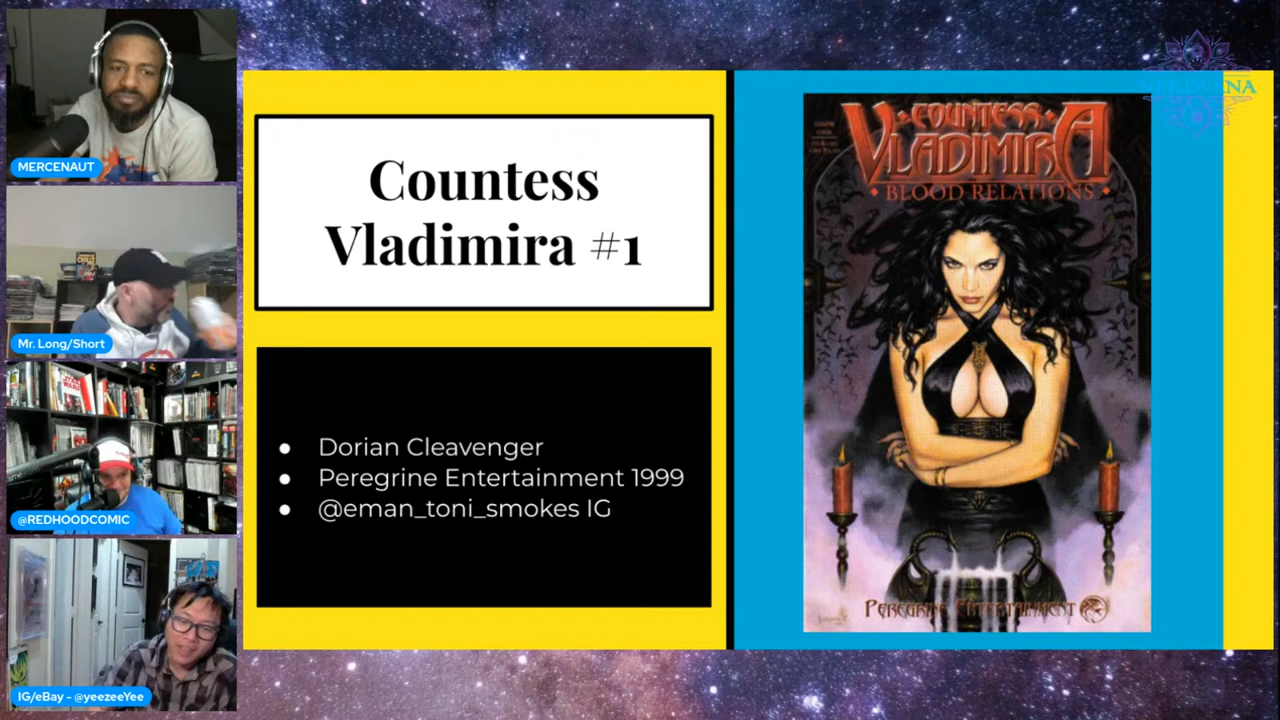 MERCENAUT
Mr. Long/Short
@REDHOODCOMIC
IG/eBay - @yeezeeYee
Countess
Vladimira #1
● Dorian Cleavenger
● Peregrine Entertainment 1999
● @eman_toni_smokes IG
NERDVANA
•COUNTESS•
VLADIMIRA
•BLOOD RELATIONS•
PEREGRINE ENTERTAINMENT